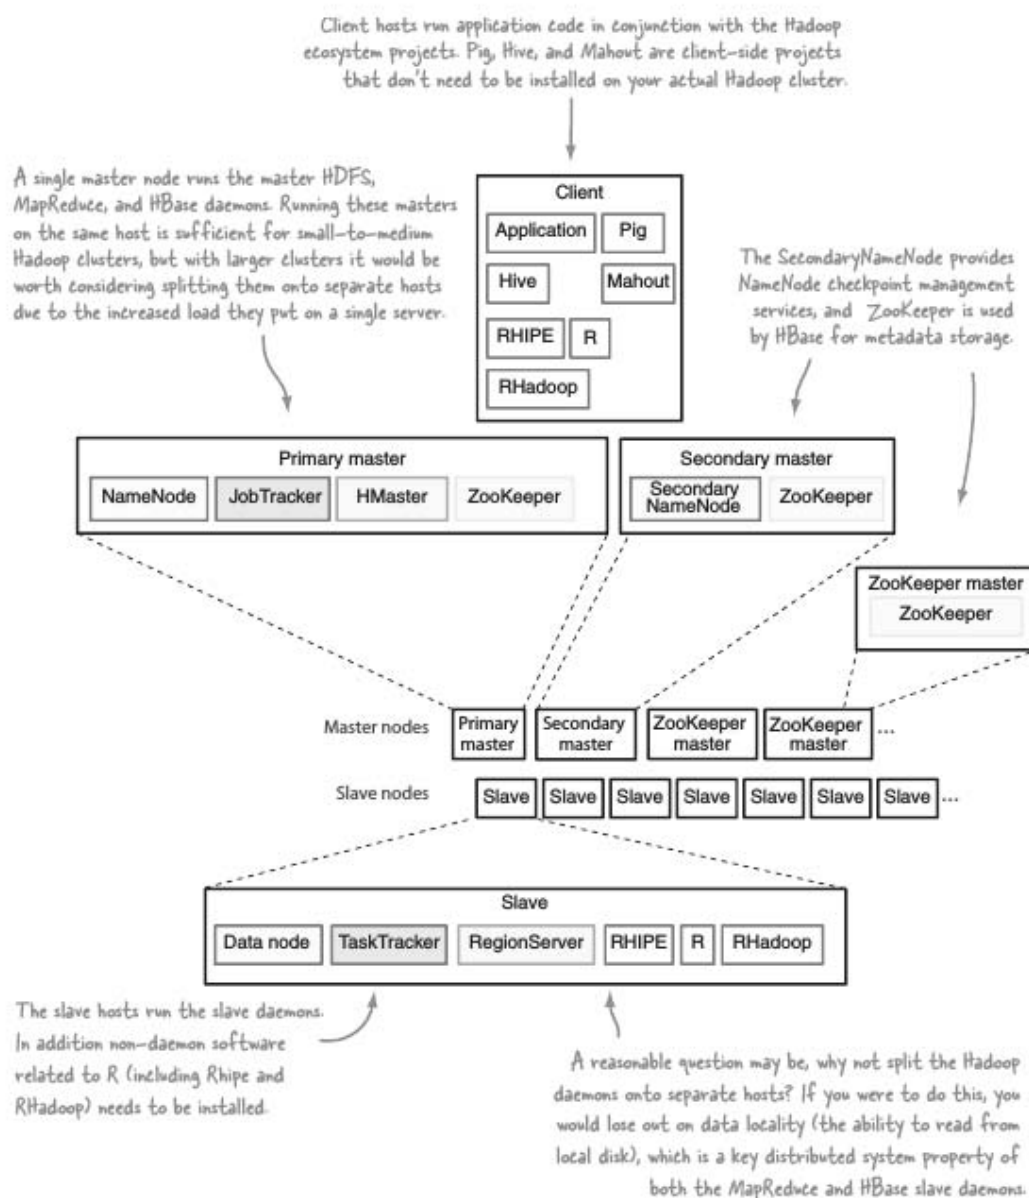 Client hosts run application code in conjunction with the Hadoop
ecosystem projects. Pig, Hive, and Mahout are client-side projects
that don't need to be installed on your actual Hadoop cluster.
A single master node runs the master HDFS,
MapReduce, and HBase daemons. Running these masters
on the same host is sufficient for small-to-medium
Hadoop clusters, but with larger clusters it would be
worth considering splitting them onto separate hosts
due to the increased load they put on a single server.
Client
Application
Pig
Hive
Mahout
RHIPE
R
RHadoop
The SecondaryNameNode provides
NameNode checkpoint management
services, and ZooKeeper is used
by HBase for metadata storage.
Primary master
NameNode
JobTracker
HMaster
ZooKeeper
Secondary master
Secondary
NameNode
ZooKeeper
ZooKeeper master
ZooKeeper
Master nodes
Primary
master
Secondary
master
ZooKeeper
master
ZooKeeper
master
...
Slave nodes
Slave
Slave
Slave
Slave
Slave
Slave
Slave
...
Slave
Data node
TaskTracker
RegionServer
RHIPE
R
RHadoop
The slave hosts run the slave daemons.
In addition non-daemon software
related to R (including Rhipe and
RHadoop) needs to be installed.
A reasonable question may be, why not split the Hadoop
daemons onto separate hosts? If you were to do this, you
would lose out on data locality (the ability to read from
local disk), which is a key distributed system property of
both the MapReduce and HBase slave daemons.